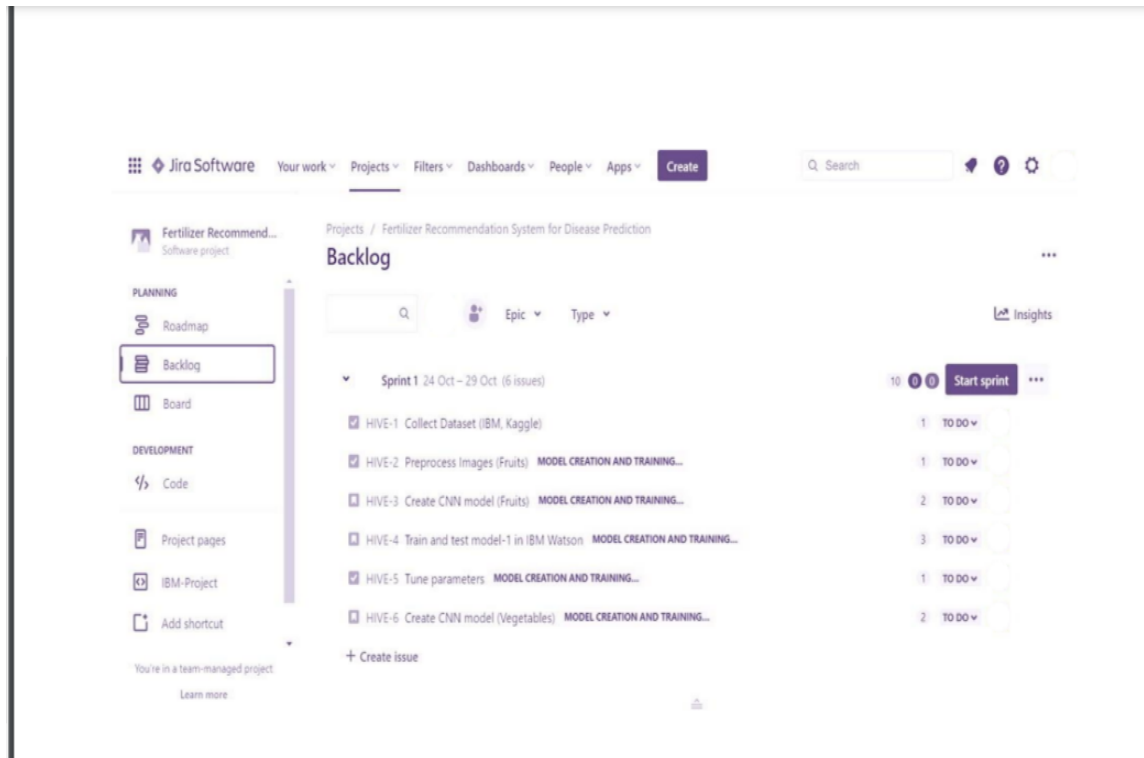 Jira Software Your work Projects Filters Dashboards People Apps Create Search
Fertilizer Recommend...
Software project
PLANNING
Roadmap
Backlog
Board
DEVELOPMENT
Code
Project pages
IBM-Project
Add shortcut
You're in a team-managed project
Learn more
Projects / Fertilizer Recommendation System for Disease Prediction
Backlog
Epic Type Insights
Sprint 1 24 Oct – 29 Oct (6 issues) 10 0 0 Start sprint
HIVE-1 Collect Dataset (IBM, Kaggle) 1 TO DO
HIVE-2 Preprocess Images (Fruits) MODEL CREATION AND TRAINING... 1 TO DO
HIVE-3 Create CNN model (Fruits) MODEL CREATION AND TRAINING... 2 TO DO
HIVE-4 Train and test model-1 in IBM Watson MODEL CREATION AND TRAINING... 3 TO DO
HIVE-5 Tune parameters MODEL CREATION AND TRAINING... 1 TO DO
HIVE-6 Create CNN model (Vegetables) MODEL CREATION AND TRAINING... 2 TO DO
+ Create issue